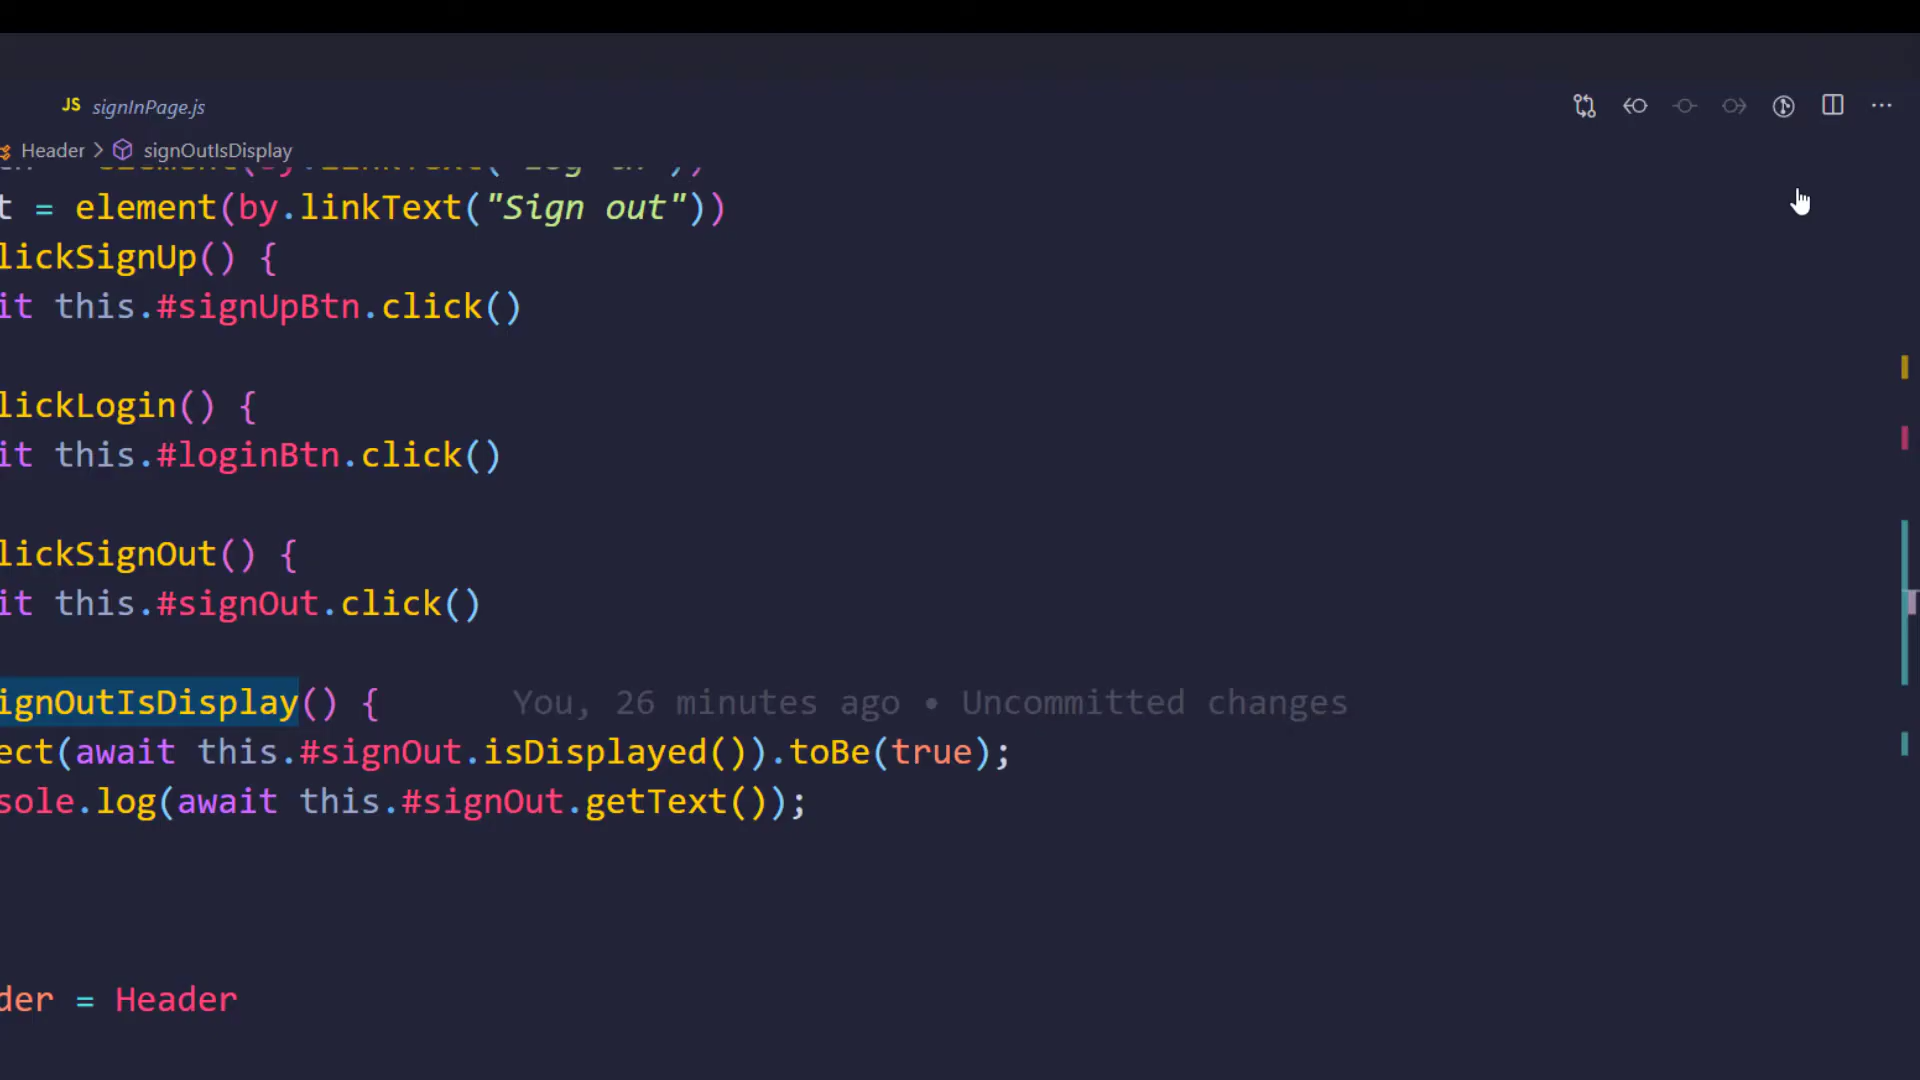 JS signInPage.js
Header > signOutIsDisplay
t = element(by.linkText("Sign out"))
lickSignUp() {
it this.#signUpBtn.click()
lickLogin() {
it this.#loginBtn.click()
lickSignOut() {
it this.#signOut.click()
ignOutIsDisplay() { You, 26 minutes ago • Uncommitted changes
ect(await this.#signOut.isDisplayed()).toBe(true);
sole.log(await this.#signOut.getText());
der = Header